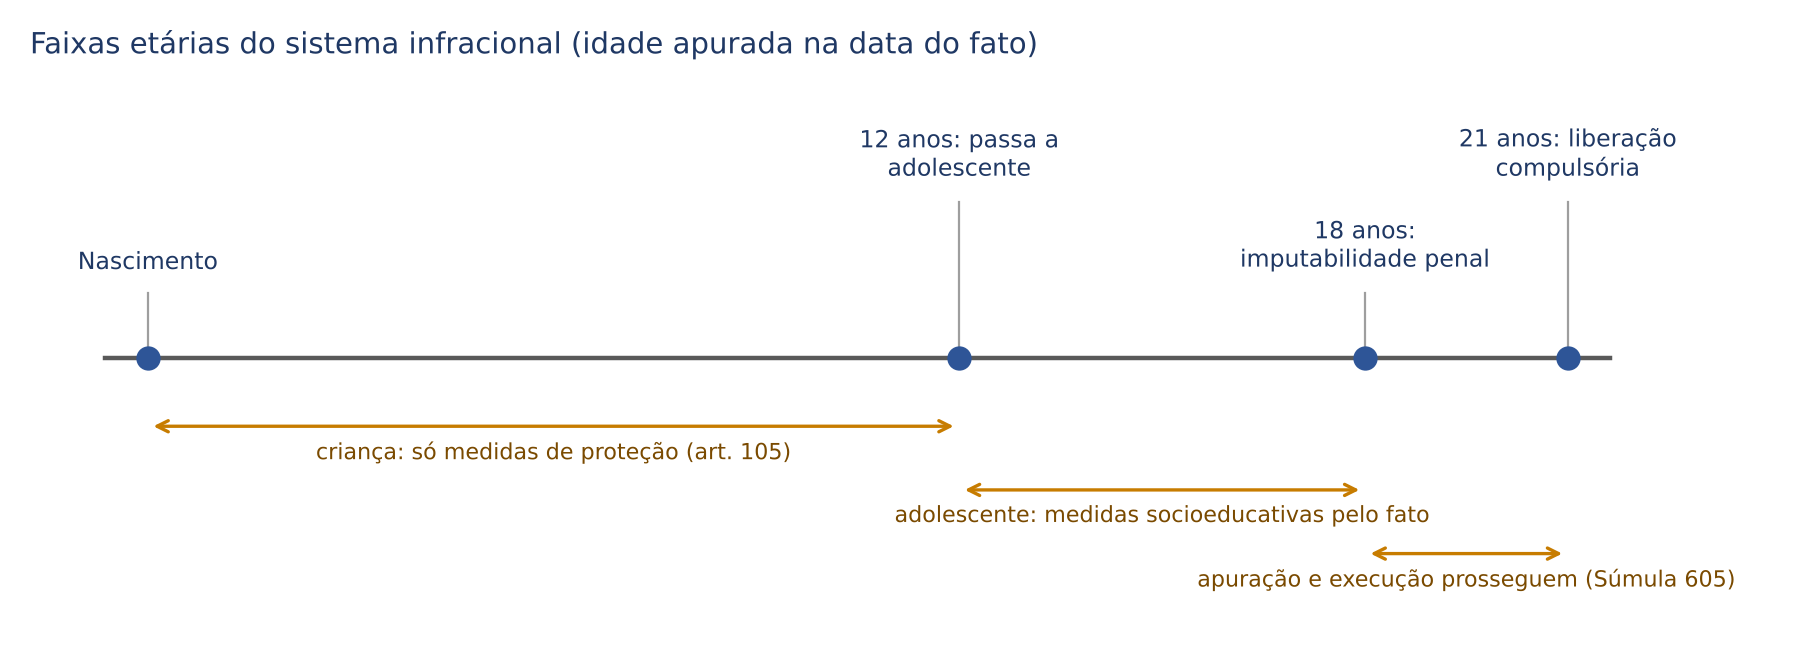 Faixas etárias do sistema infracional (idade apurada na data do fato)
12 anos: passa a
adolescente
21 anos: liberação
compulsória
18 anos:
imputabilidade penal
Nascimento
criança: só medidas de proteção (art. 105)
adolescente: medidas socioeducativas pelo fato
apuração e execução prosseguem (Súmula 605)